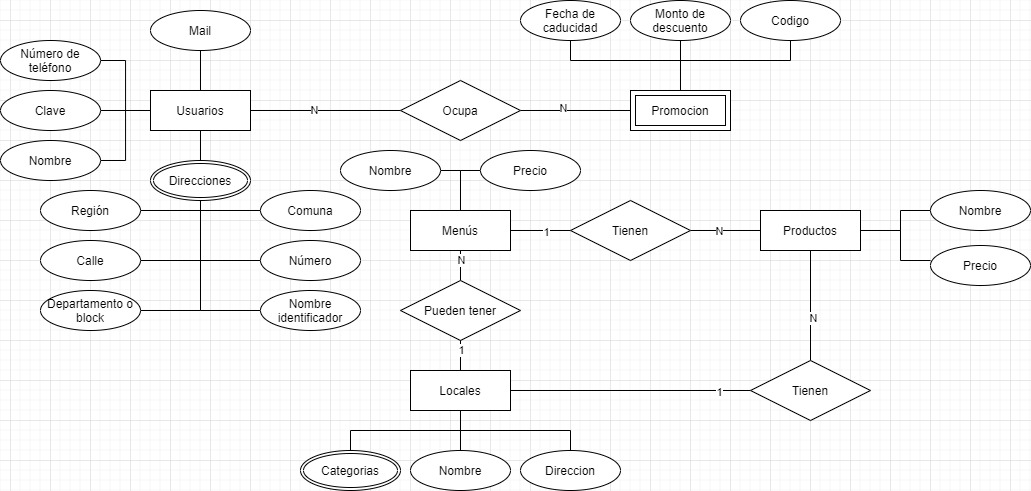 Fecha de
caducidad
Monto de
descuento
Codigo
Mail
Número de
teléfono
Clave
Usuarios
N
Ocupa
N
Promocion
Nombre
Direcciones
Nombre
Precio
Región
Comuna
Menús
1
Tienen
N
Productos
Nombre
Precio
Calle
Número
N
Departamento o
block
Nombre
identificador
Pueden tener
N
1
Locales
1
Tienen
Categorias
Nombre
Direccion